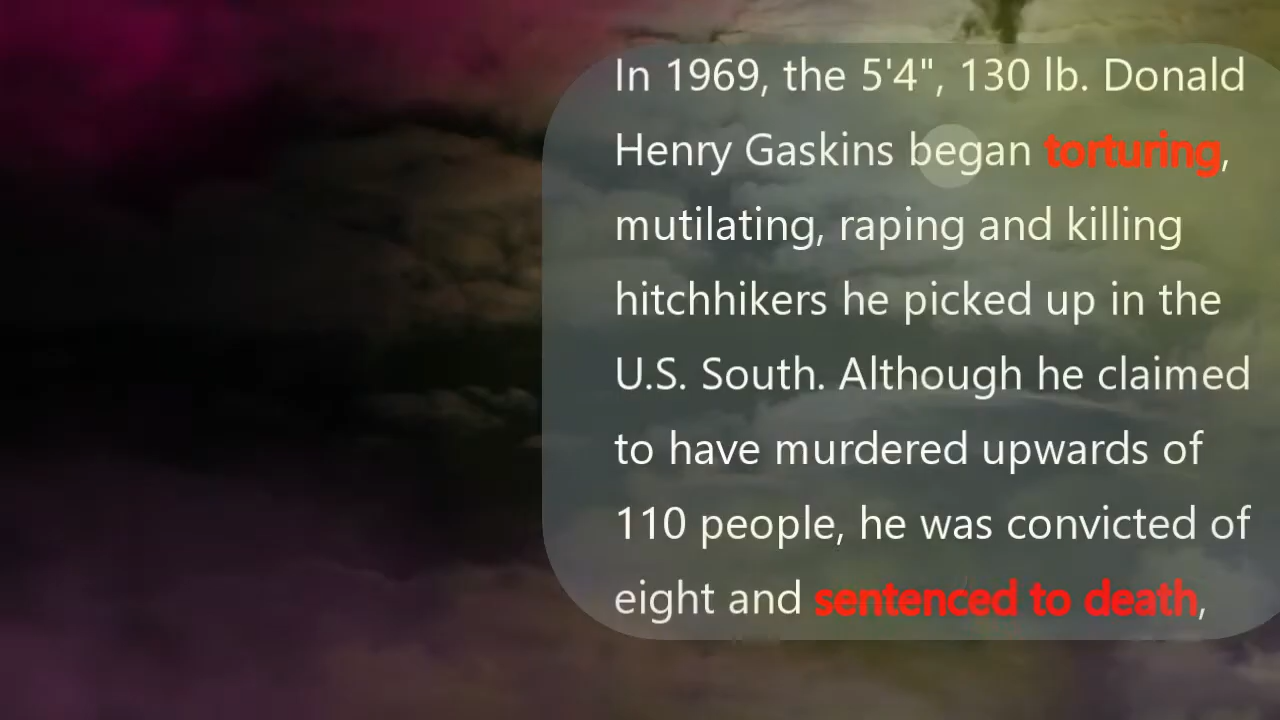 In 1969, the 5'4", 130 lb. Donald
Henry Gaskins began torturing,
mutilating, raping and killing
hitchhikers he picked up in the
U.S. South. Although he claimed
to have murdered upwards of
110 people, he was convicted of
eight and sentenced to death,